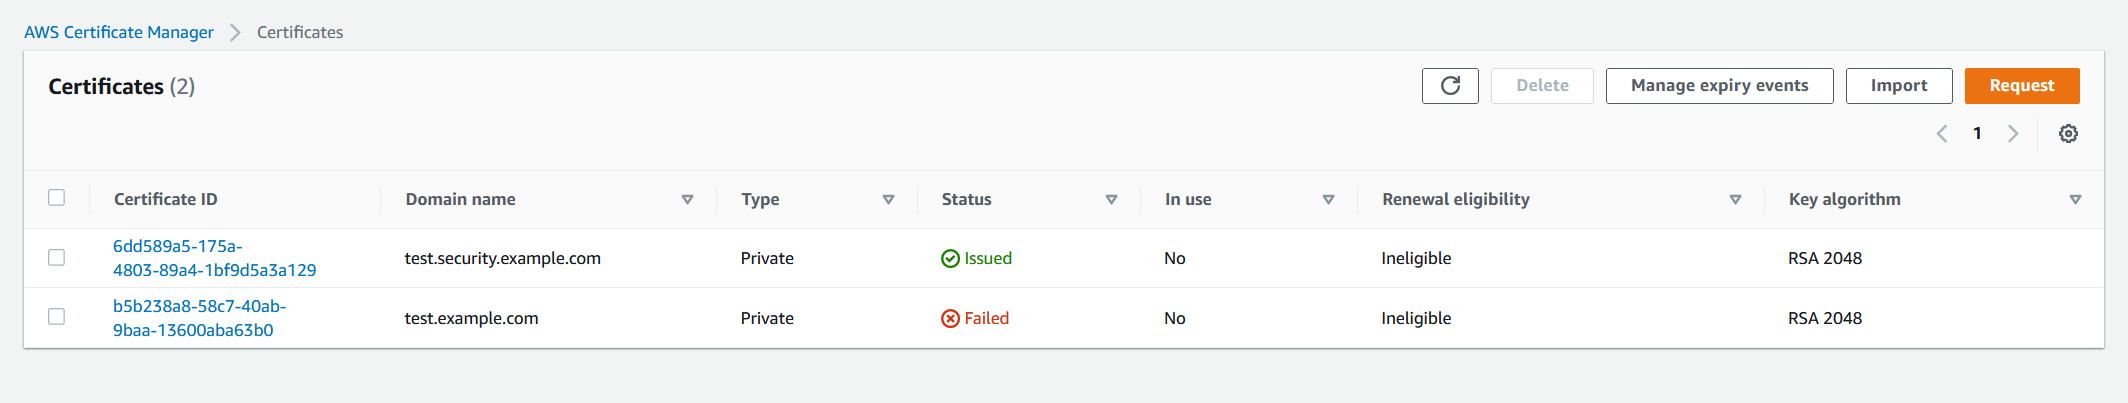 AWS Certificate Manager > Certificates
Certificates (2)
Delete
Manage expiry events
Import
Request
1
Certificate ID Domain name Type Status In use Renewal eligibility Key algorithm
6dd589a5-175a-
4803-89a4-1bf9d5a3a129
test.security.example.com Private Issued No Ineligible RSA 2048
b5b238a8-58c7-40ab-
9baa-13600aba63b0
test.example.com Private Failed No Ineligible RSA 2048